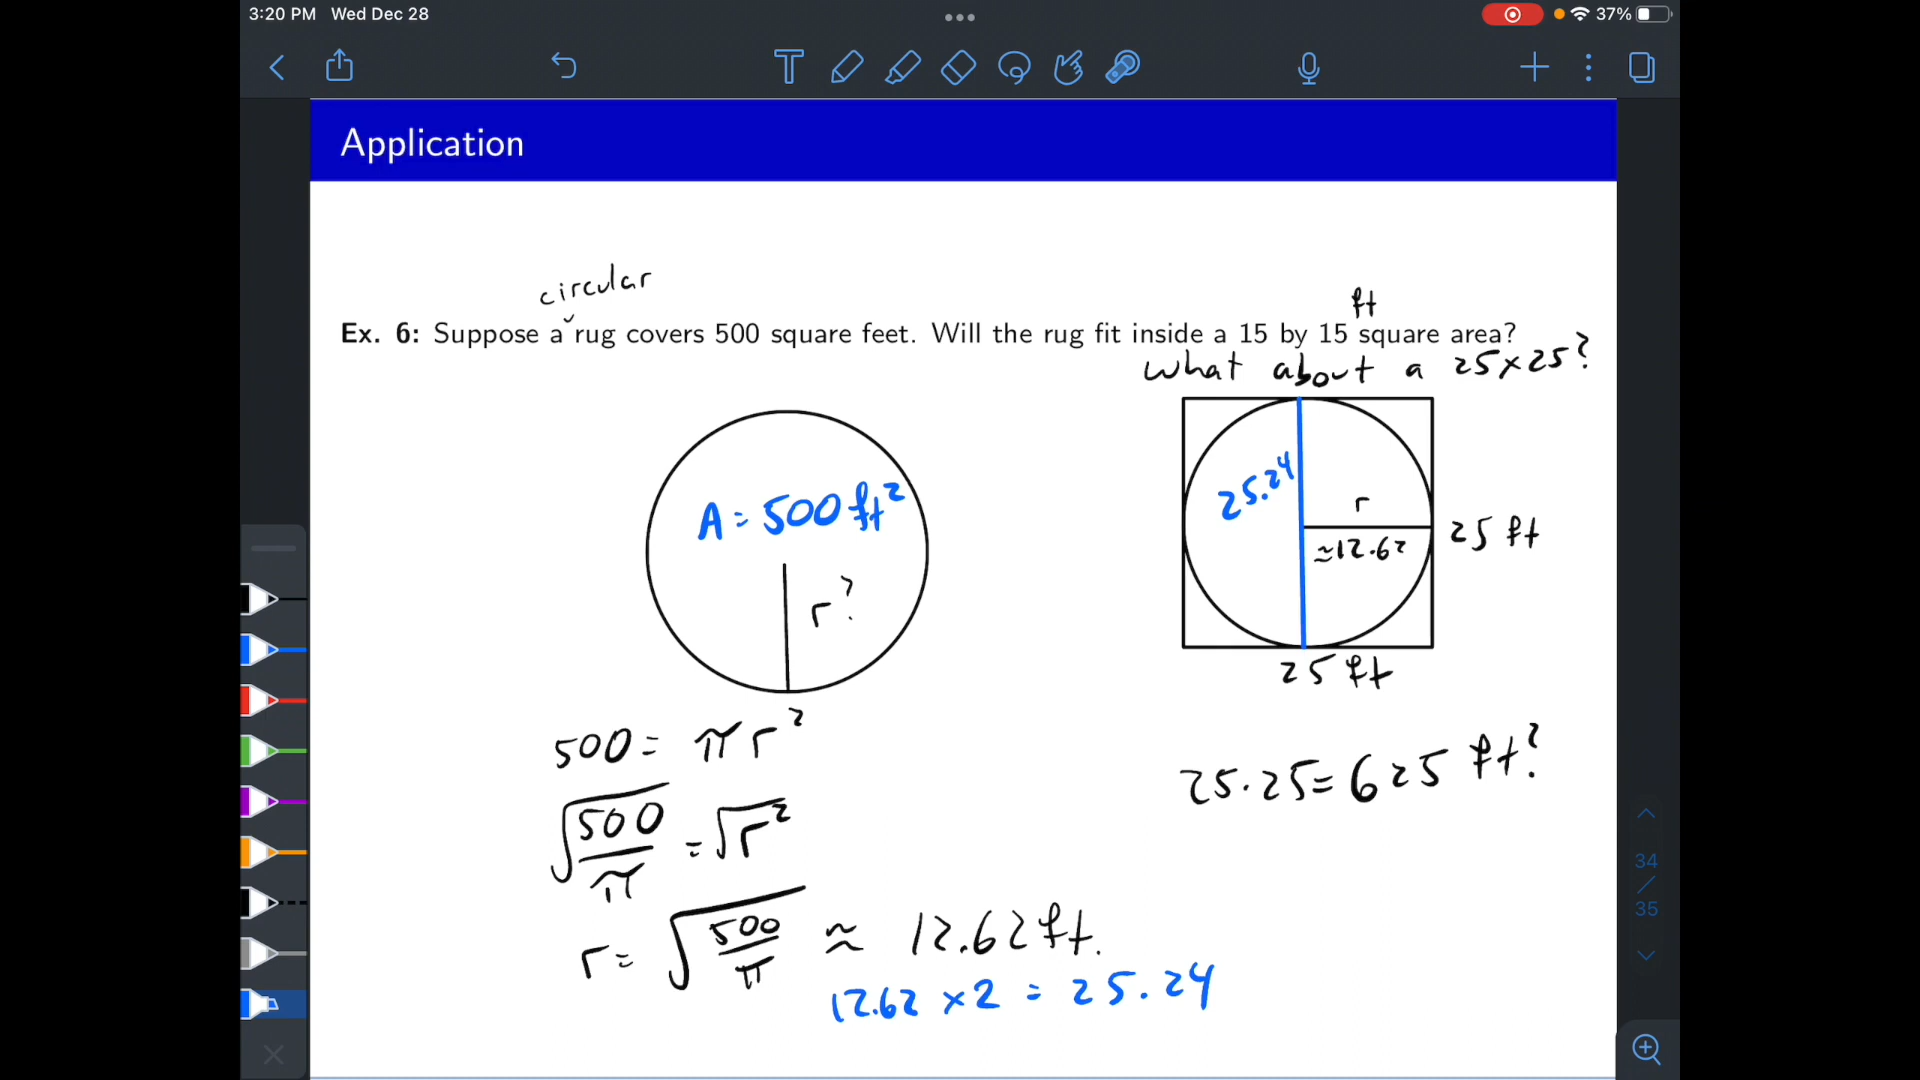 3:20 PM Wed Dec 28
37%
Application
circular
ft
Ex. 6: Suppose a rug covers 500 square feet. Will the rug fit inside a 15 by 15 square area?
What about a 25×25?
A = 500 ft²
r?
25.24
r
≈12.62
25 ft
25 ft
500 = πr²
√(500/π) = √r²
r = √(500/π) ≈ 12.62 ft.
12.62 × 2 = 25.24
25·25 = 625 ft²
34
/
35